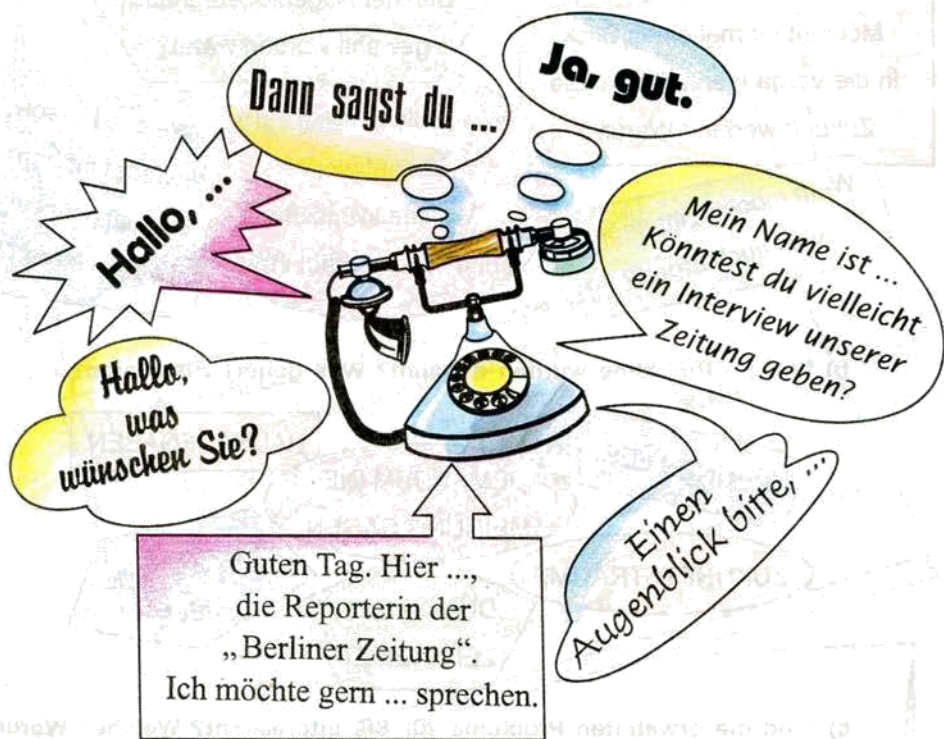 Dann sagst du ...
Ja, gut.
Hallo, ...
Mein Name ist ...
Könntest du vielleicht
ein Interview unserer
Zeitung geben?
Hallo,
was
wünschen Sie?
Einen
Augenblick bitte, ...
Guten Tag. Hier ...,
die Reporterin der
„Berliner Zeitung“.
Ich möchte gern ... sprechen.